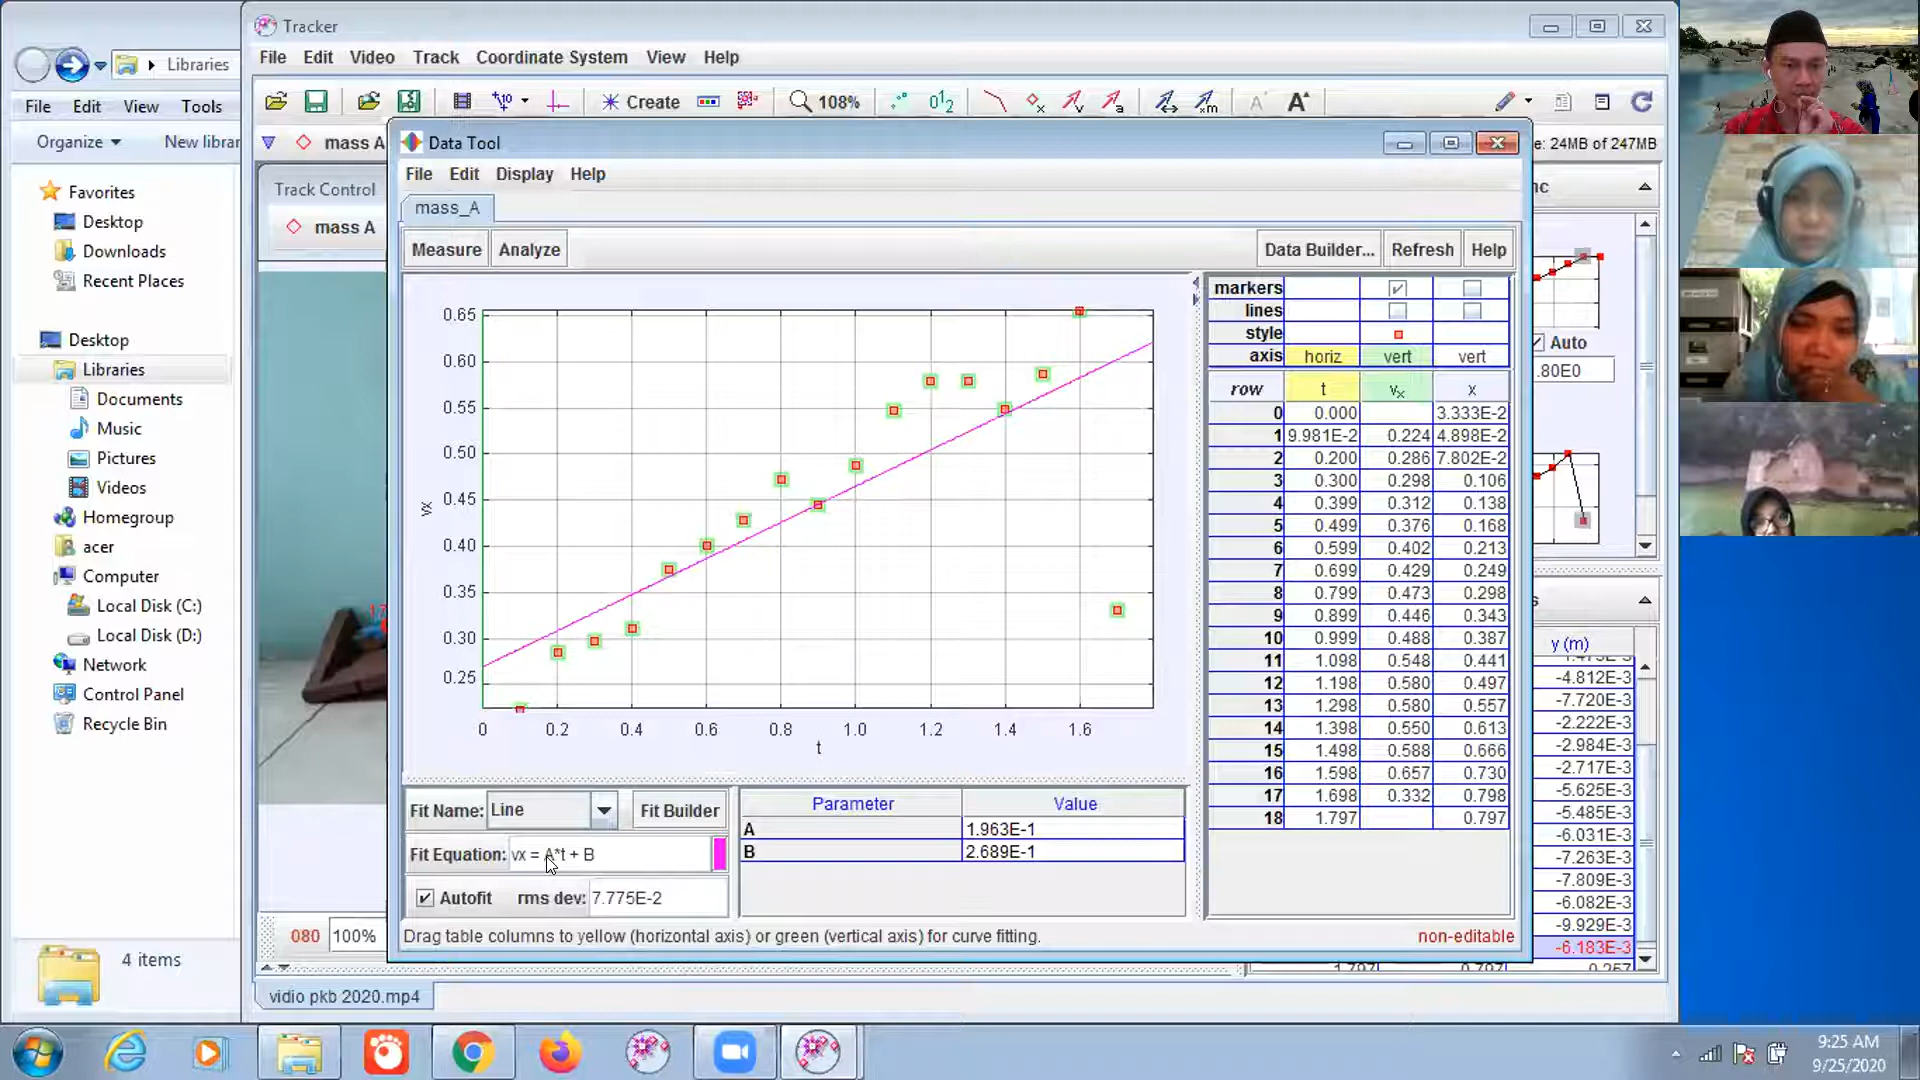 Tracker
File Edit Video Track Coordinate System View Help
Create 108%
Libraries
File Edit View Tools
Organize New librar
mass A
e: 24MB of 247MB
Track Control
mass A
Favorites
Desktop
Downloads
Recent Places
Desktop
Libraries
Documents
Music
Pictures
Videos
Homegroup
acer
Computer
Local Disk (C:)
Local Disk (D:)
Network
Control Panel
Recycle Bin
4 items
Data Tool
File Edit Display Help
mass_A
Measure Analyze Data Builder... Refresh Help
vx
0.65
0.60
0.55
0.50
0.45
0.40
0.35
0.30
0.25
0 0.2 0.4 0.6 0.8 1.0 1.2 1.4 1.6
t
markers
lines
style
axis horiz vert vert
row t vx x
0 0.000 3.333E-2
1 9.981E-2 0.224 4.898E-2
2 0.200 0.286 7.802E-2
3 0.300 0.298 0.106
4 0.399 0.312 0.138
5 0.499 0.376 0.168
6 0.599 0.402 0.213
7 0.699 0.429 0.249
8 0.799 0.473 0.298
9 0.899 0.446 0.343
10 0.999 0.488 0.387
11 1.098 0.548 0.441
12 1.198 0.580 0.497
13 1.298 0.580 0.557
14 1.398 0.550 0.613
15 1.498 0.588 0.666
16 1.598 0.657 0.730
17 1.698 0.332 0.798
18 1.797 0.797
Fit Name: Line Fit Builder
Fit Equation: vx = A*t + B
Autofit rms dev: 7.775E-2
Parameter Value
A 1.963E-1
B 2.689E-1
Drag table columns to yellow (horizontal axis) or green (vertical axis) for curve fitting.
non-editable
nc
Auto
.80E0
s
y (m)
-4.812E-3
-7.720E-3
-2.222E-3
-2.984E-3
-2.717E-3
-5.625E-3
-5.485E-3
-6.031E-3
-7.263E-3
-7.809E-3
-6.082E-3
-9.929E-3
-6.183E-3
080 100%
vidio pkb 2020.mp4
9:25 AM
9/25/2020